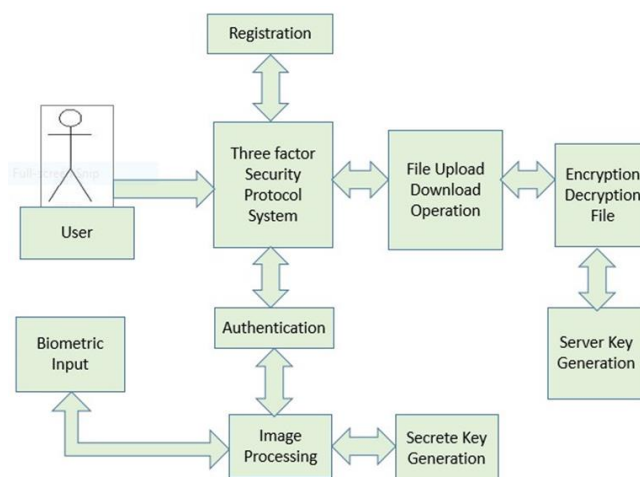 Registration
Three factor
Security
Protocol
System
File Upload
Download
Operation
Encryption
Decryption
File
User
Authentication
Biometric
Input
Server Key
Generation
Image
Processing
Secrete Key
Generation